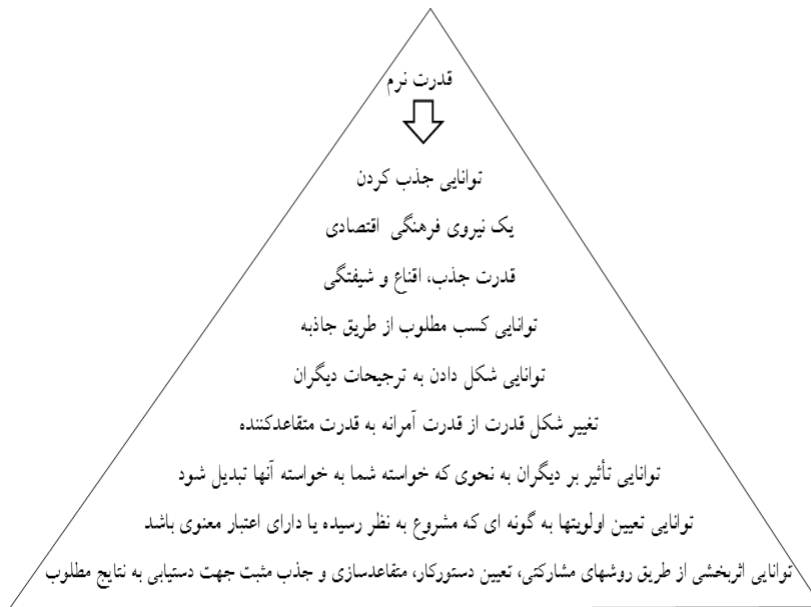 قدرت نرم
توانایی جذب کردن
یک نیروی فرهنگی اقتصادی
قدرت جذب، اقناع و شیفتگی
توانایی کسب مطلوب از طریق جاذبه
توانایی شکل دادن به ترجیحات دیگران
تغییر شکل قدرت از قدرت آمرانه به قدرت متقاعدکننده
توانایی تأثیر بر دیگران به نحوی که خواسته شما به خواسته آنها تبدیل شود
توانایی تعیین اولویتها به گونه ای که مشروع به نظر رسیده یا دارای اعتبار معنوی باشد
توانایی اثربخشی از طریق روشهای مشارکتی، تعیین دستورکار، متقاعدسازی و جذب مثبت جهت دستیابی به نتایج مطلوب